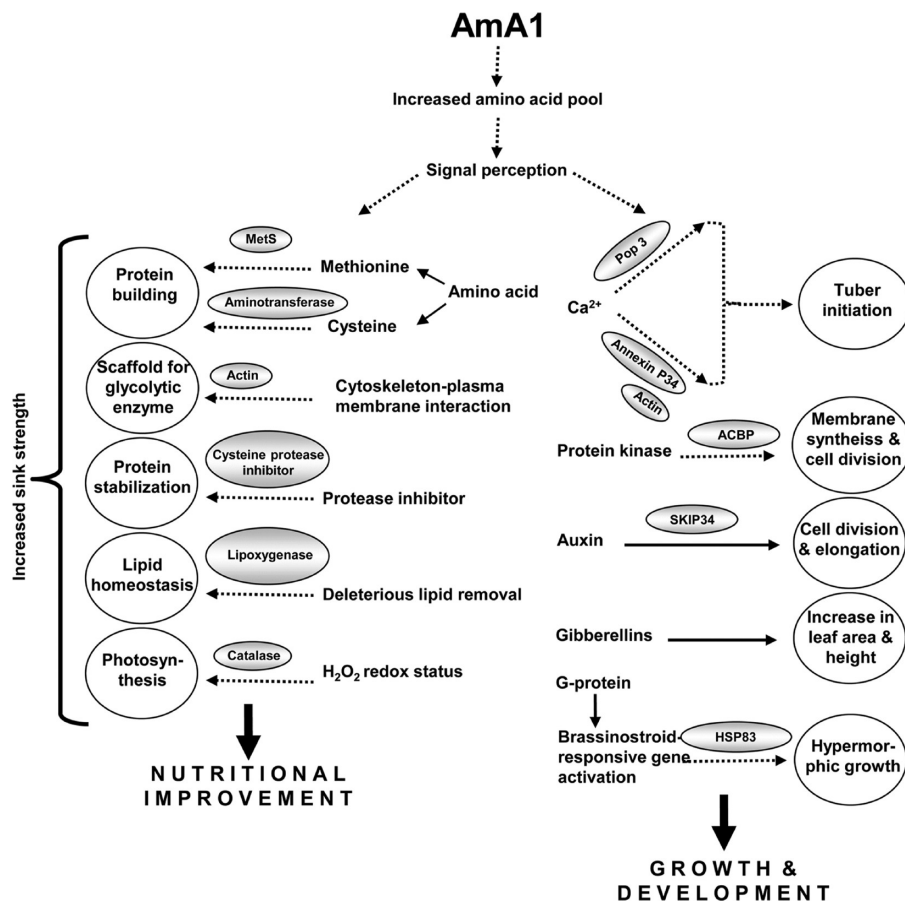 AmA1
Increased amino acid pool
Signal perception
Increased sink strength
MetS
Protein
building
Methionine
Aminotransferase
Cysteine
Amino acid
Scaffold for
glycolytic
enzyme
Actin
Cytoskeleton-plasma
membrane interaction
Protein
stabilization
Cysteine protease
inhibitor
Protease inhibitor
Lipid
homeostasis
Lipoxygenase
Deleterious lipid removal
Photosyn-
thesis
Catalase
H₂O₂ redox status
NUTRITIONAL
IMPROVEMENT
Pop 3
Ca²⁺
Annexin P34
Actin
Tuber
initiation
Protein kinase
ACBP
Membrane
syntheiss &
cell division
Auxin
SKIP34
Cell division
& elongation
Gibberellins
Increase in
leaf area &
height
G-protein
Brassinostroid-
responsive gene
activation
HSP83
Hypermor-
phic growth
GROWTH &
DEVELOPMENT